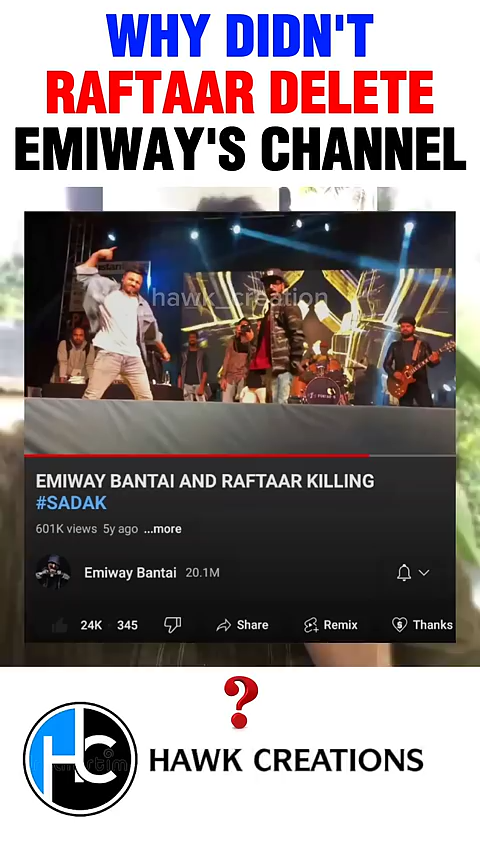 WHY DIDN'T
RAFTAAR DELETE
EMIWAY'S CHANNEL
hawk_creation
EMIWAY BANTAI AND RAFTAAR KILLING
#SADAK
601K views 5y ago ...more
Emiway Bantai 20.1M
24K 345 Share Remix Thanks
?
HC
HAWK CREATIONS